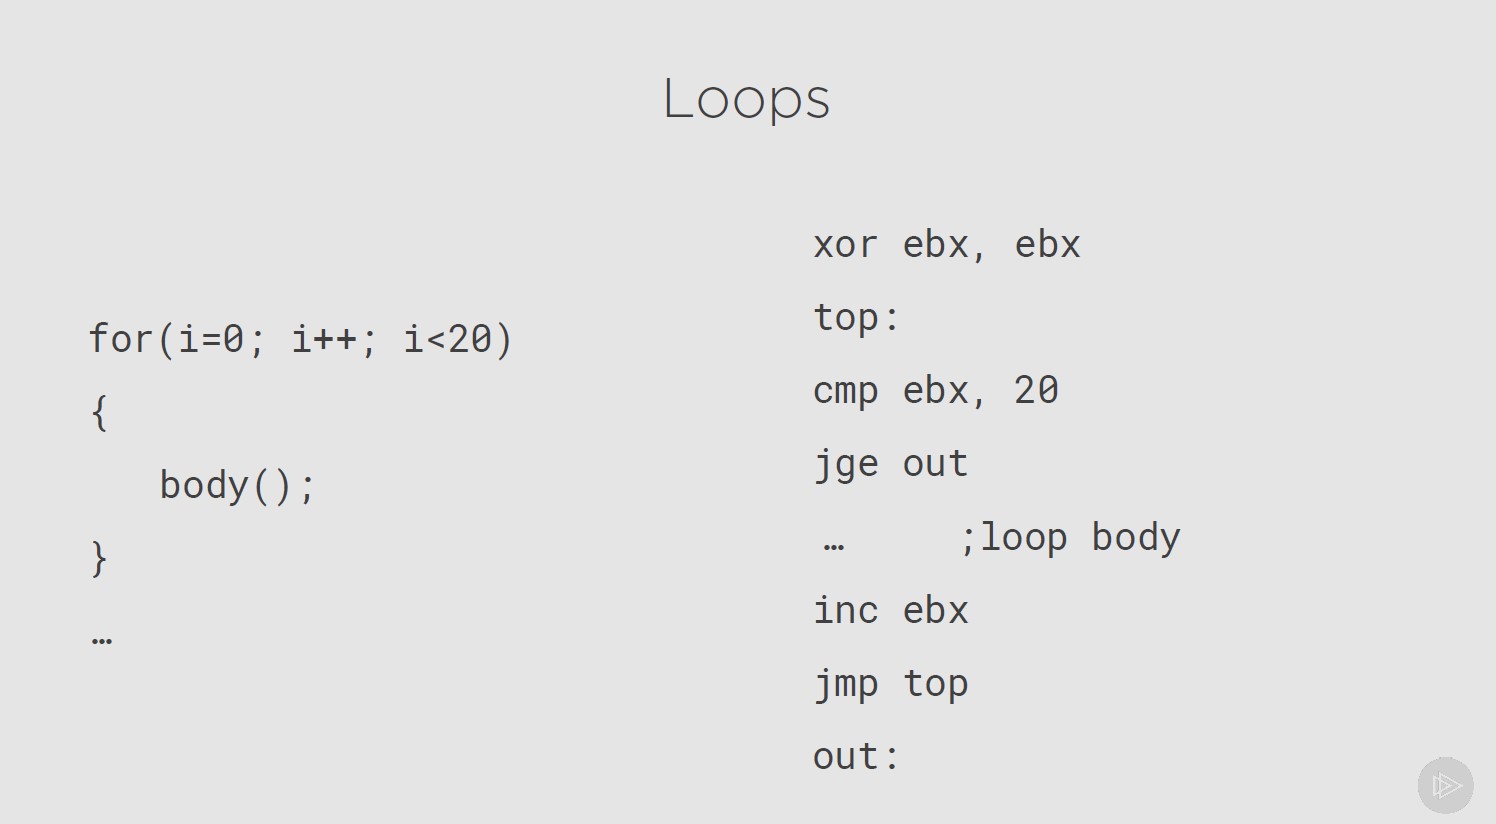 Loops
for(i=0; i++; i<20)
{
body();
}
…
xor ebx, ebx
top:
cmp ebx, 20
jge out
… ;loop body
inc ebx
jmp top
out: